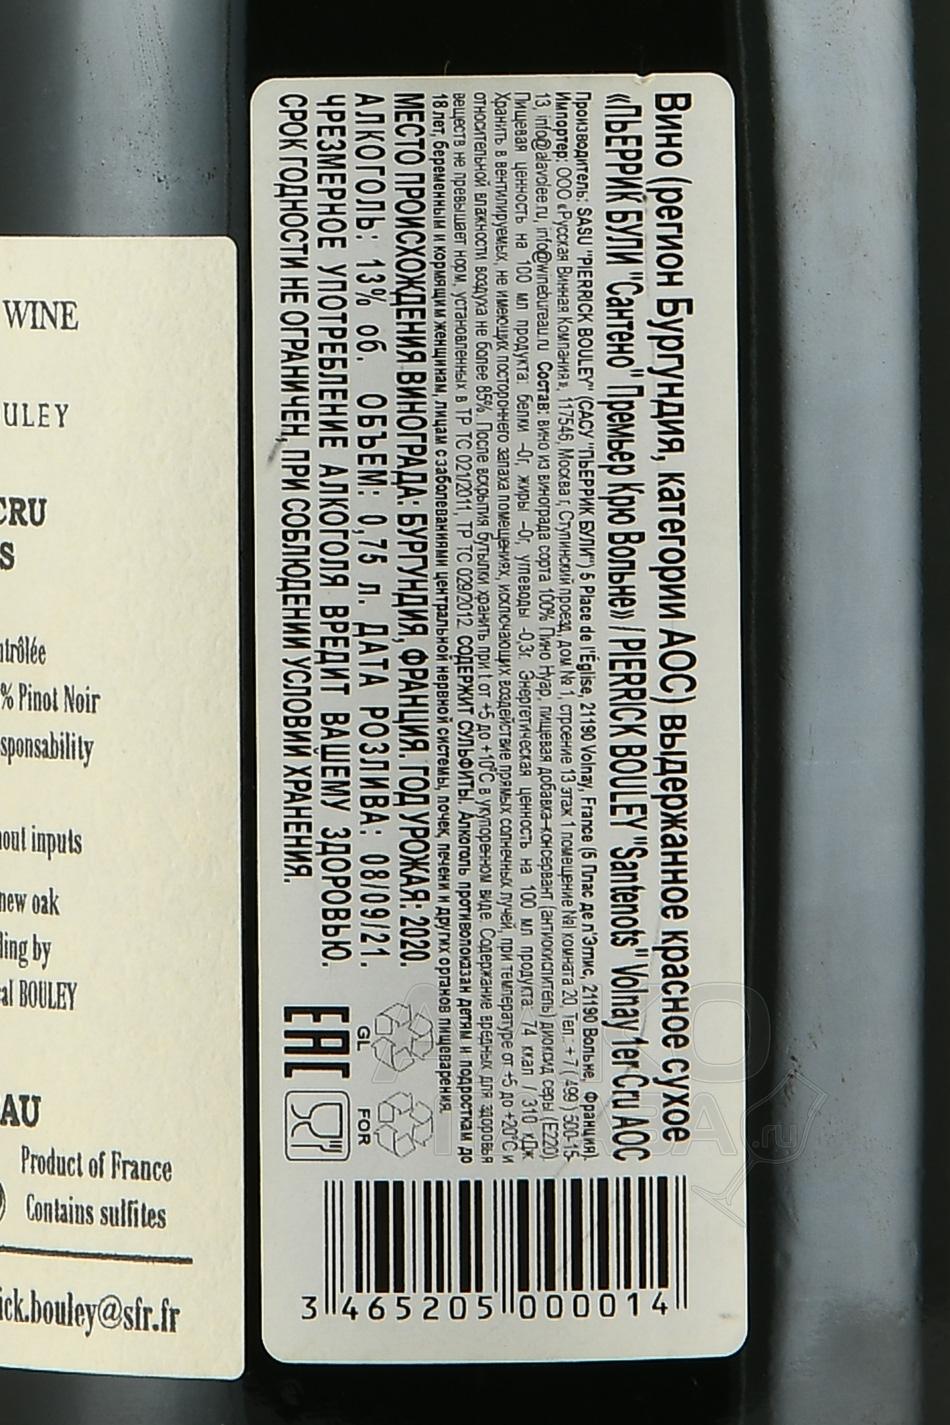 WINE
OULEY
CRU
S
ntrôlée
% Pinot Noir
sponsability
out inputs
new oak
ling by
al BOULEY
AU
Product of France
Contains sulfites
ick.bouley@sfr.fr
Вино (регион Бургундия, категории АОС) выдержанное красное сухое
«ПЬЕРРИК БУЛИ "Сантено" Премьер Крю Вольне» / PIERRICK BOULEY "Santenots" Volnay 1er Cru AOC
Производитель: SASU "PIERRICK BOULEY" (САСУ "ПЬЕРРИК БУЛИ") 5 Place de l'Église, 21190 Volnay, France (5 Плас де л'Эглис, 21190 Вольне, Франция).
Импортер: ООО «Русская Винная Компания», 117546, Москва г, Ступинский проезд, дом № 1, строение 13 этаж 1 помещение №I комната 20, Тел.: +7 ( 499 ) 500-15-
13, info@alavolee.ru, info@winebureau.ru. Состав: вино из винограда сорта 100% Пино Нуар, пищевая добавка-консервант (антиокислитель) диоксид серы (Е220).
Пищевая ценность на 100 мл продукта: белки -0г, жиры -0г, углеводы -0,3г. Энергетическая ценность на 100 мл продукта: 74 ккал / 310 кДж.
Хранить в вентилируемых, не имеющих постороннего запаха помещениях, исключающих воздействие прямых солнечных лучей, при температуре от +5 до +20°С и
относительной влажности воздуха не более 85%. После вскрытия бутылки хранить при t от +5 до +10°С в укупоренном виде. Содержание вредных для здоровья
веществ не превышает норм, установленных в ТР ТС 021/2011, ТР ТС 029/2012. СОДЕРЖИТ СУЛЬФИТЫ. Алкоголь противопоказан детям и подросткам до
18 лет, беременным и кормящим женщинам, лицам с заболеваниями центральной нервной системы, почек, печени и других органов пищеварения.
МЕСТО ПРОИСХОЖДЕНИЯ ВИНОГРАДА: БУРГУНДИЯ, ФРАНЦИЯ. ГОД УРОЖАЯ: 2020.
АЛКОГОЛЬ: 13% об. ОБЪЕМ: 0,75 л. ДАТА РОЗЛИВА: 08/09/21.
ЧРЕЗМЕРНОЕ УПОТРЕБЛЕНИЕ АЛКОГОЛЯ ВРЕДИТ ВАШЕМУ ЗДОРОВЬЮ.
СРОК ГОДНОСТИ НЕ ОГРАНИЧЕН, ПРИ СОБЛЮДЕНИИ УСЛОВИЙ ХРАНЕНИЯ.
GL
FOR
EAC
3 465205 000014